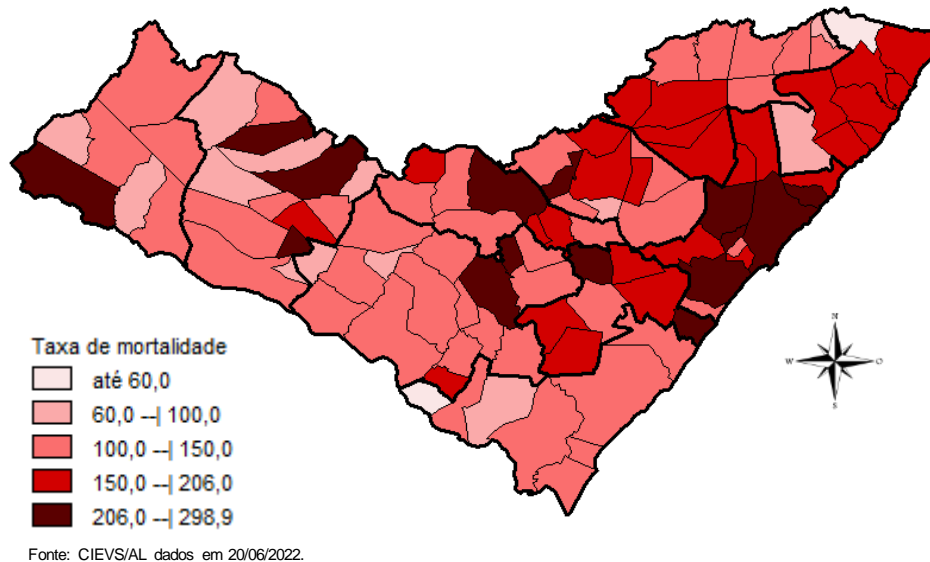 N
W
O
S
Taxa de mortalidade
até 60,0
60,0 --| 100,0
100,0 --| 150,0
150,0 --| 206,0
206,0 --| 298,9
Fonte: CIEVS/AL dados em 20/06/2022.